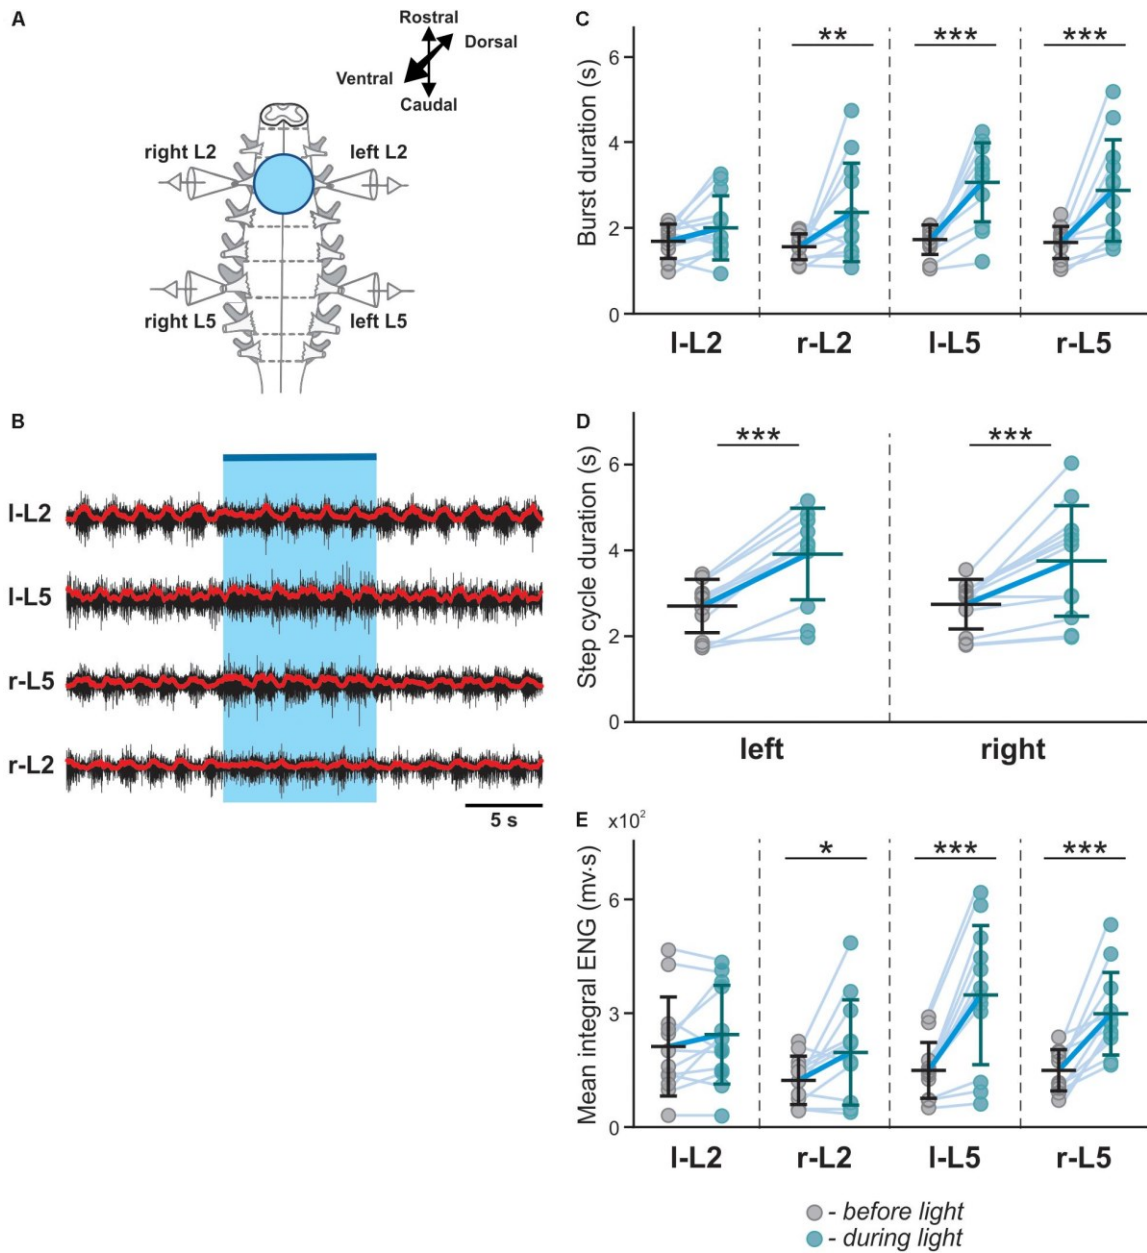 A
Rostral
Dorsal
Ventral
Caudal
right L2
left L2
right L5
left L5
B
l-L2
l-L5
r-L5
r-L2
5 s
C
Burst duration (s)
6
4
2
0
** *** ***
l-L2 r-L2 l-L5 r-L5
D
Step cycle duration (s)
6
4
2
0
*** ***
left right
E x10²
Mean integral ENG (mv·s)
6
3
0
* *** ***
l-L2 r-L2 l-L5 r-L5
- before light
- during light